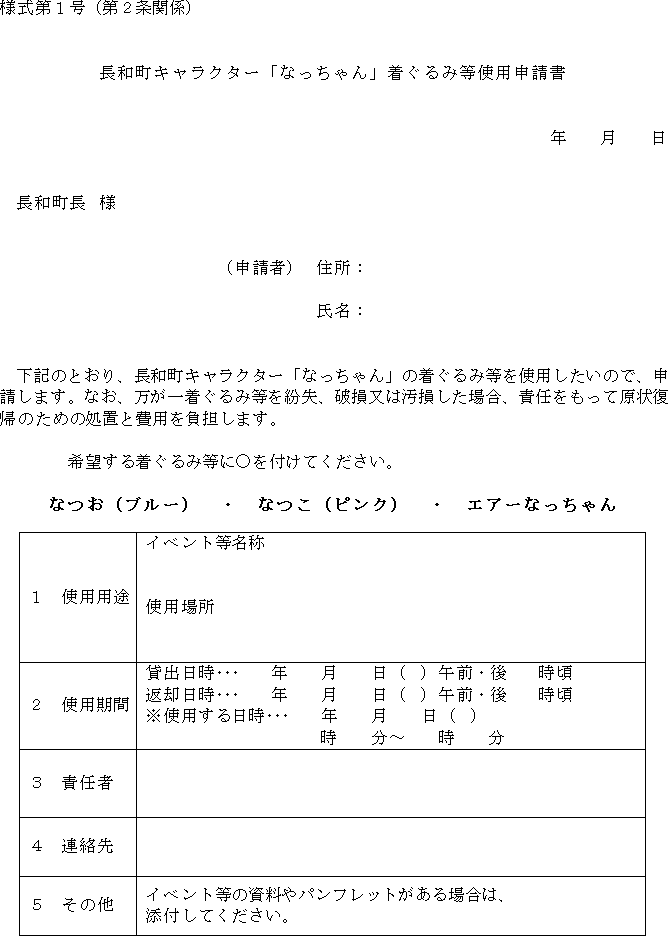 様式第１号（第２条関係）
長和町キャラクター「なっちゃん」着ぐるみ等使用申請書
年　　月　　日
長和町長　様
（申請者）　住所：
氏名：
　下記のとおり、長和町キャラクター「なっちゃん」の着ぐるみ等を使用したいので、申
請します。なお、万が一着ぐるみ等を紛失、破損又は汚損した場合、責任をもって原状復
帰のための処置と費用を負担します。
希望する着ぐるみ等に○を付けてください。
なつお（ブルー）　・　なつこ（ピンク）　・　エアーなっちゃん
１　使用用途
イベント等名称
使用場所
２　使用期間
貸出日時…　　年　　月　　日（　）午前・後　　時頃
返却日時…　　年　　月　　日（　）午前・後　　時頃
※使用する日時…　　年　　月　　日（　）
時　　分～　　時　　分
３　責任者
４　連絡先
５　その他
イベント等の資料やパンフレットがある場合は、
添付してください。